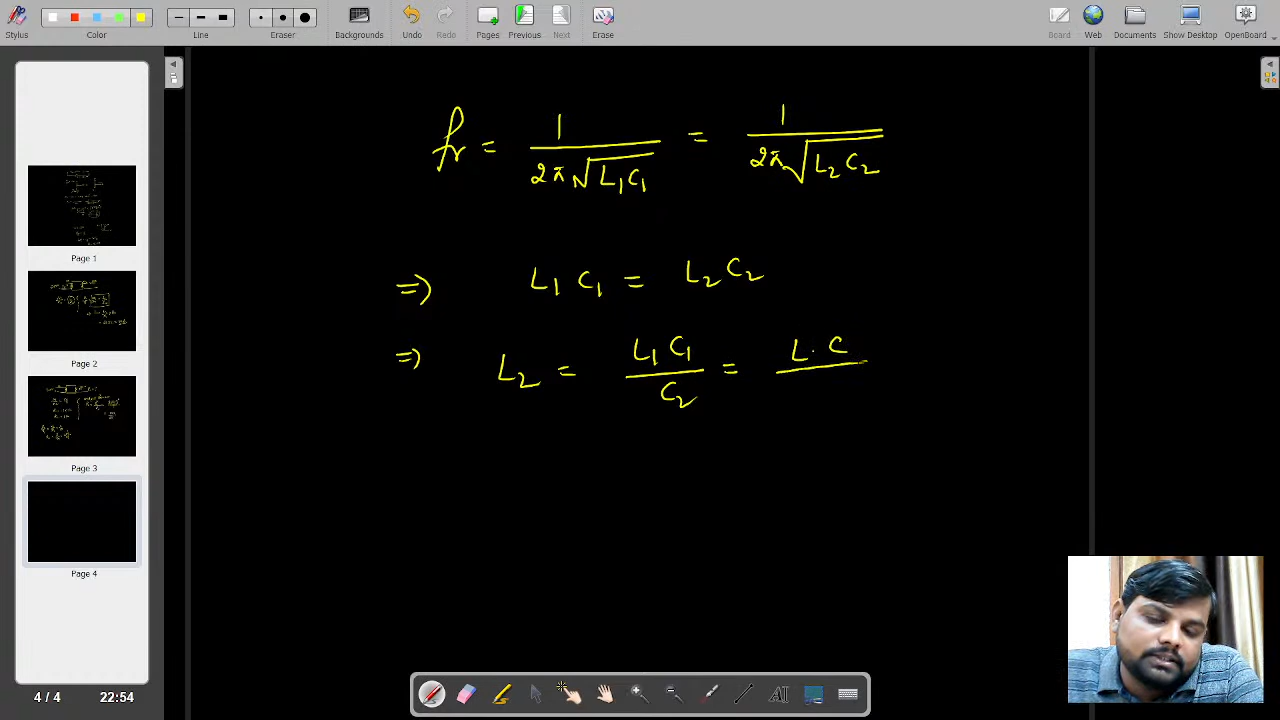 Stylus Color Line Eraser Backgrounds Undo Redo Pages Previous Next Erase Board Web Documents Show Desktop OpenBoard
fr = 1 / 2π√L₁C₁ = 1 / 2π√L₂C₂
⇒ L₁ C₁ = L₂ C₂
⇒ L₂ = L₁ C₁ / C₂ = L . C /
Page 1
Page 2
Page 3
Page 4
4 / 4 22:54
AI